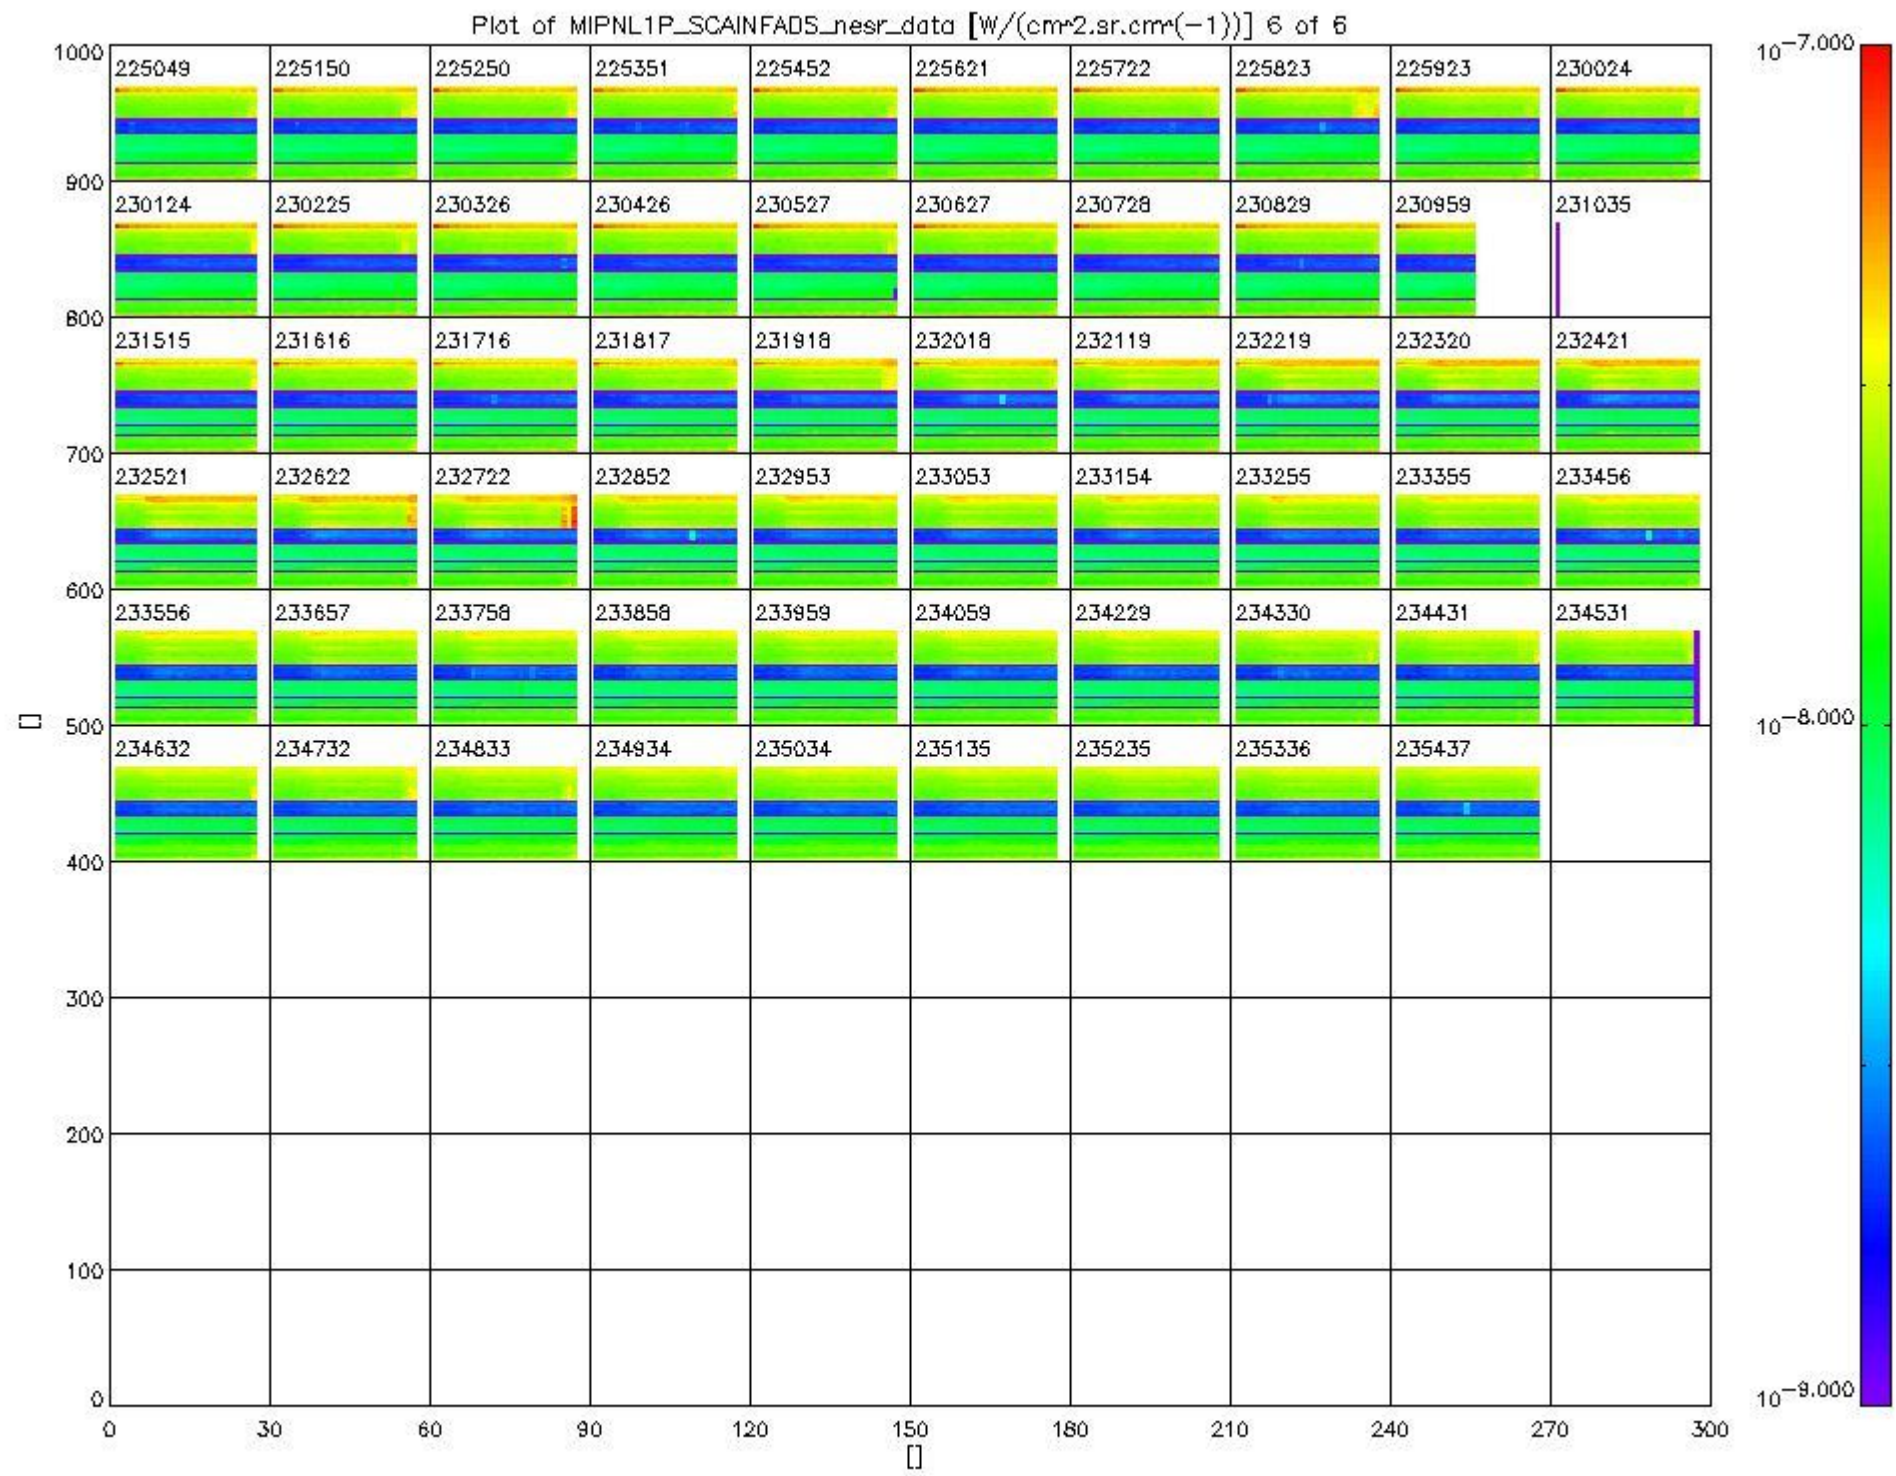 Plot of MIPNL1P_SCAINFADS_nesr_data [W/(cm^2.sr.cm^(-1))] 6 of 6
1000
10^-7.000
225049 225150 225250 225351 225452 225621 225722 225823 225923 230024
900
230124 230225 230326 230426 230527 230627 230728 230829 230959 231035
800
231515 231616 231716 231817 231918 232018 232119 232219 232320 232421
700
232521 232622 232722 232852 232953 233053 233154 233255 233355 233456
600
233556 233657 233758 233858 233959 234059 234229 234330 234431 234531
[]
500
10^-8.000
234632 234732 234833 234934 235034 235135 235235 235336 235437
400
300
200
100
0
10^-9.000
0 30 60 90 120 150 180 210 240 270 300
[]